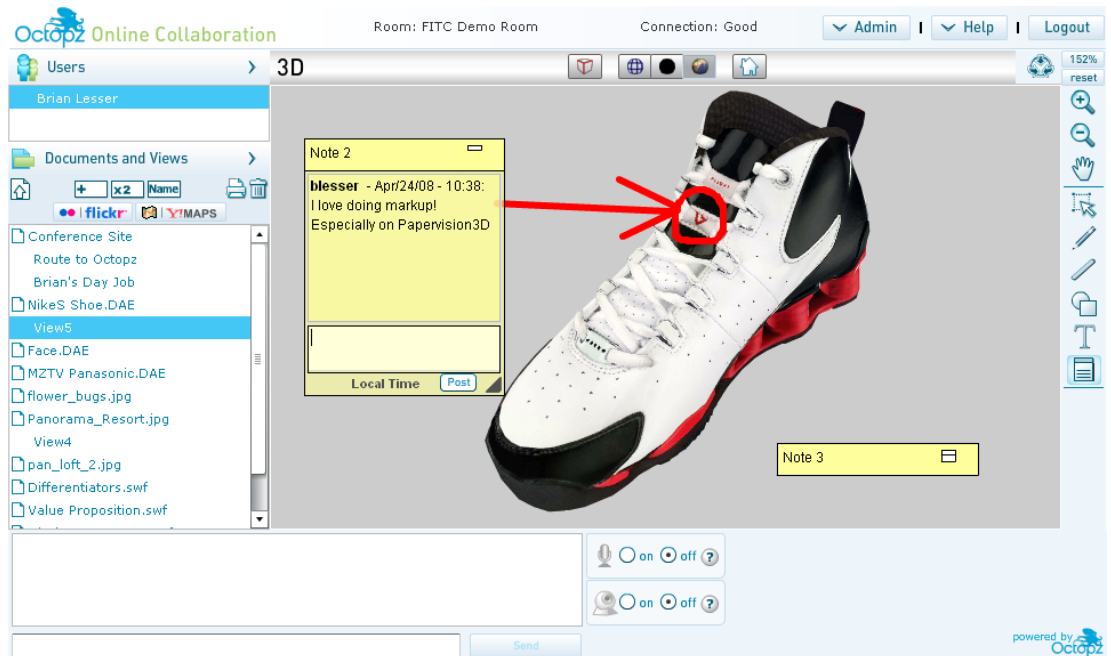 Octopz Online Collaboration
Room: FITC Demo Room
Connection: Good
Admin
Help
Logout
Users
3D
152%
reset
Brian Lesser
Documents and Views
+
x2
Name
flickr
Y! MAPS
Conference Site
Route to Octopz
Brian's Day Job
NikeS Shoe.DAE
View5
Face.DAE
MZTV Panasonic.DAE
flower_bugs.jpg
Panorama_Resort.jpg
View4
pan_loft_2.jpg
Differentiators.swf
Value Proposition.swf
Note 2
blesser - Apr/24/08 - 10:38:
I love doing markup!
Especially on Papervision3D
Local Time
Post
Note 3
T
on off ?
on off ?
Send
powered by
Octopz